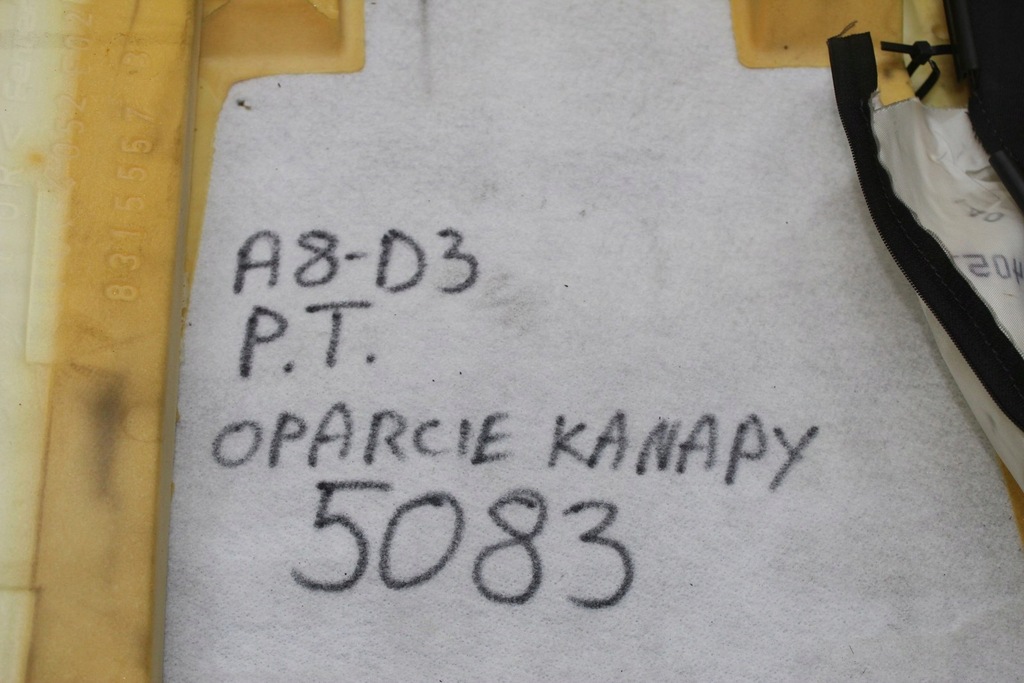 A8-D3
P.T.
OPARCIE KANAPY
5083